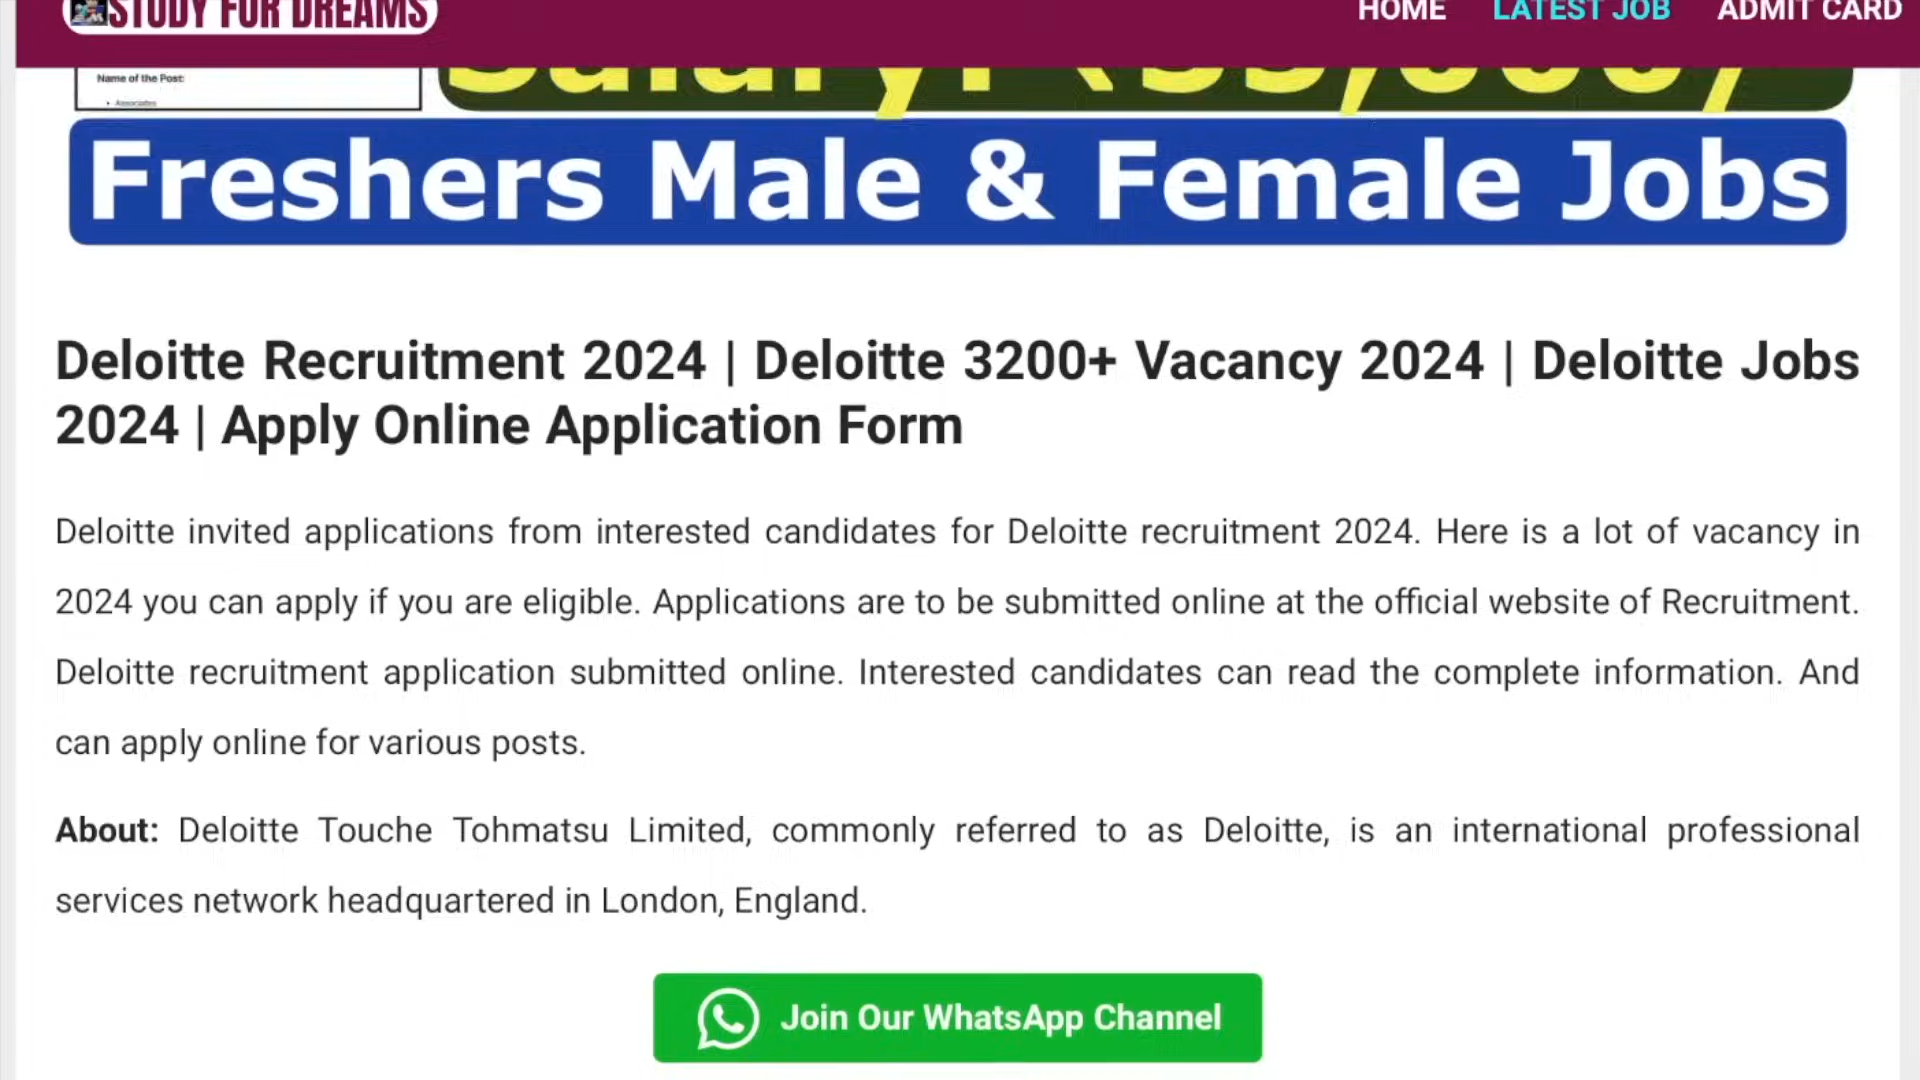 STUDY FOR DREAMS
HOME LATEST JOB ADMIT CARD
Name of the Post:
• Associates
Freshers Male & Female Jobs
Deloitte Recruitment 2024 | Deloitte 3200+ Vacancy 2024 | Deloitte Jobs
2024 | Apply Online Application Form
Deloitte invited applications from interested candidates for Deloitte recruitment 2024. Here is a lot of vacancy in
2024 you can apply if you are eligible. Applications are to be submitted online at the official website of Recruitment.
Deloitte recruitment application submitted online. Interested candidates can read the complete information. And
can apply online for various posts.
About: Deloitte Touche Tohmatsu Limited, commonly referred to as Deloitte, is an international professional
services network headquartered in London, England.
Join Our WhatsApp Channel